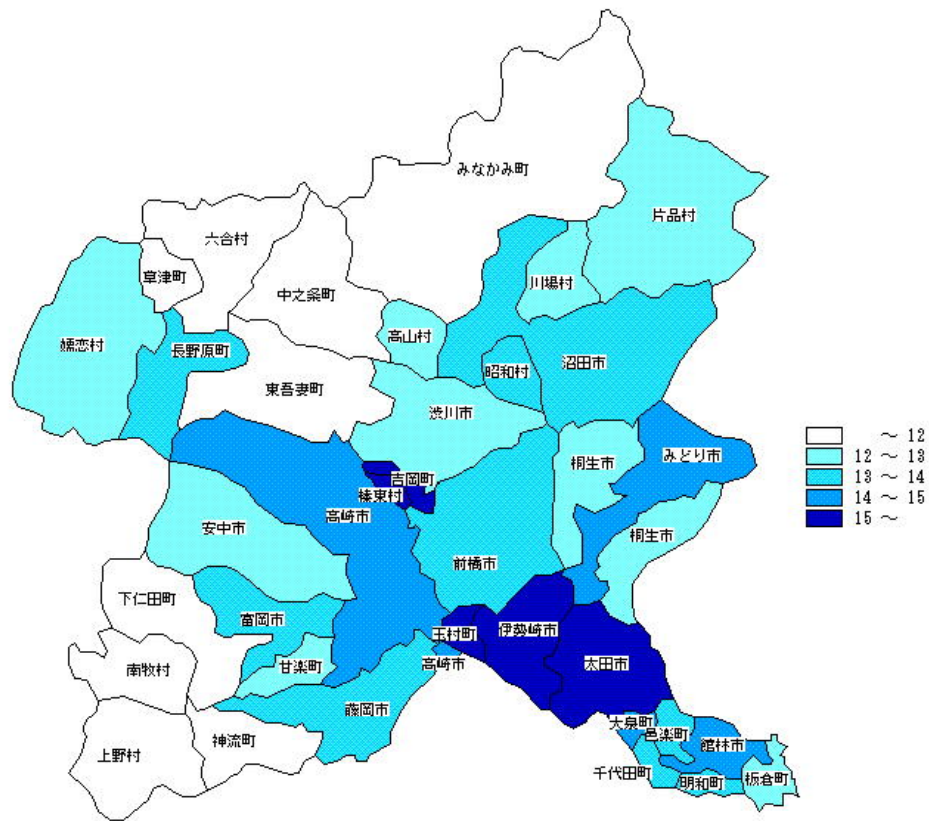 みなかみ町
片品村
六合村
草津町
中之条町
川場村
高山村
嬬恋村
長野原町
昭和村
沼田市
東吾妻町
渋川市
みどり市
桐生市
吉岡町
榛東村
高崎市
安中市
桐生市
前橋市
下仁田町
富岡市
伊勢崎市
玉村町
高崎市
太田市
南牧村
甘楽町
藤岡市
大泉町
邑楽町
館林市
神流町
上野村
千代田町
明和町
板倉町
～ 12
12 ～ 13
13 ～ 14
14 ～ 15
15 ～